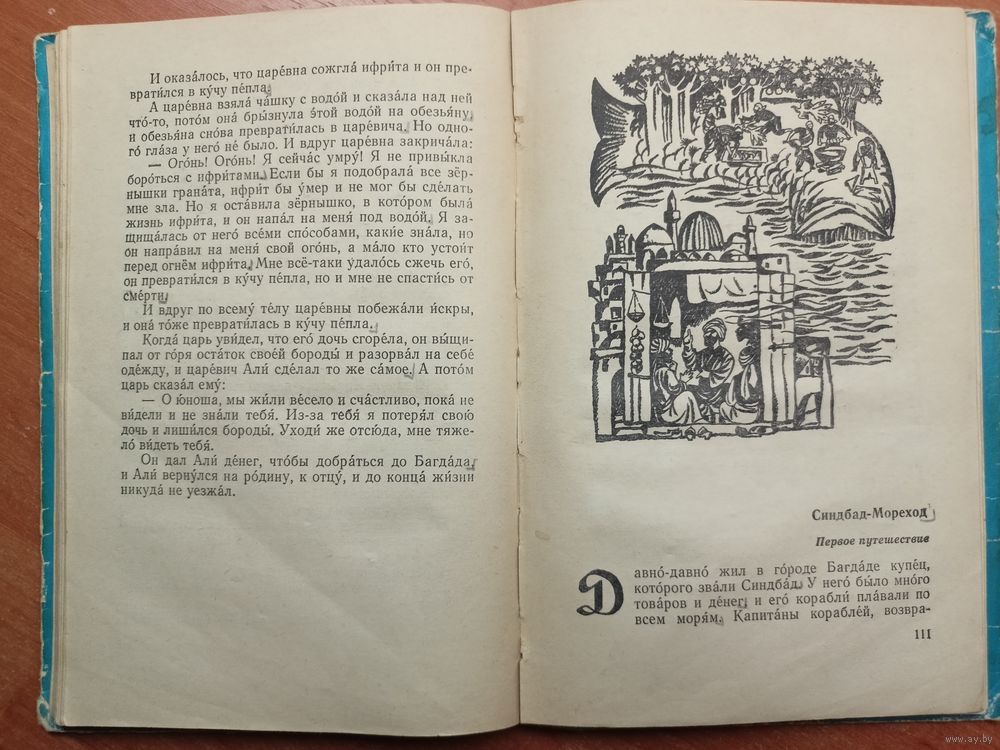 И оказа́лось, что царе́вна сожгла́ ифри́та и он пре-
врати́лся в ку́чу пе́пла.
А царе́вна взяла́ ча́шку с водо́й и сказа́ла над ней
что́-то, пото́м она́ бры́знула э́той водо́й на обезья́ну,
и обезья́на сно́ва преврати́лась в царе́вича. Но одно-
го́ гла́за у него́ не́ было. И вдруг царе́вна закрича́ла:
— Ого́нь! Ого́нь! Я сейча́с умру́! Я не привы́кла
боро́ться с ифри́тами. Е́сли бы я подобрала́ все зёр-
нышки грана́та, ифри́т бы у́мер и не мог бы сде́лать
мне зла. Но я оста́вила зёрнышко, в кото́ром была́
жизнь ифри́та, и он напа́л на меня́ под водо́й. Я за-
щища́лась от него́ все́ми спо́собами, каки́е зна́ла, но
он напра́вил на меня́ свой ого́нь, а ма́ло кто устои́т
перед огнём ифри́та. Мне всё-таки удало́сь сжечь его́,
он преврати́лся в ку́чу пе́пла, но и мне не спасти́сь от
сме́рти.
И вдруг по всему́ те́лу царе́вны побежа́ли и́скры,
и она́ то́же преврати́лась в ку́чу пе́пла.
Когда́ царь уви́дел, что его́ дочь сгоре́ла, он вы́щи-
пал от го́ря оста́ток свое́й бороды́ и разорва́л на себе́
оде́жду, и царе́вич Али́ сде́лал то же са́мое. А пото́м
царь сказа́л ему́:
— О ю́ноша, мы жи́ли ве́село и сча́стливо, пока́ не
ви́дели и не зна́ли тебя́. Из-за тебя́ я потеря́л свою́
дочь и лиши́лся бороды́. Уходи́ же отсю́да, мне тяже-
ло́ ви́деть тебя́.
Он дал Али́ де́нег, что́бы добра́ться до Багда́да,
и Али́ верну́лся на ро́дину, к отцу́, и до конца́ жи́зни
никуда́ не уезжа́л.
Синдбад-Мореход
Первое путешествие
Давно́-давно́ жил в го́роде Багда́де купе́ц,
кото́рого зва́ли Синдба́д. У него́ бы́ло мно́го
това́ров и де́нег, и его́ корабли́ пла́вали по
всем моря́м. Капита́ны корабле́й, возвра-
111
www.ay.by